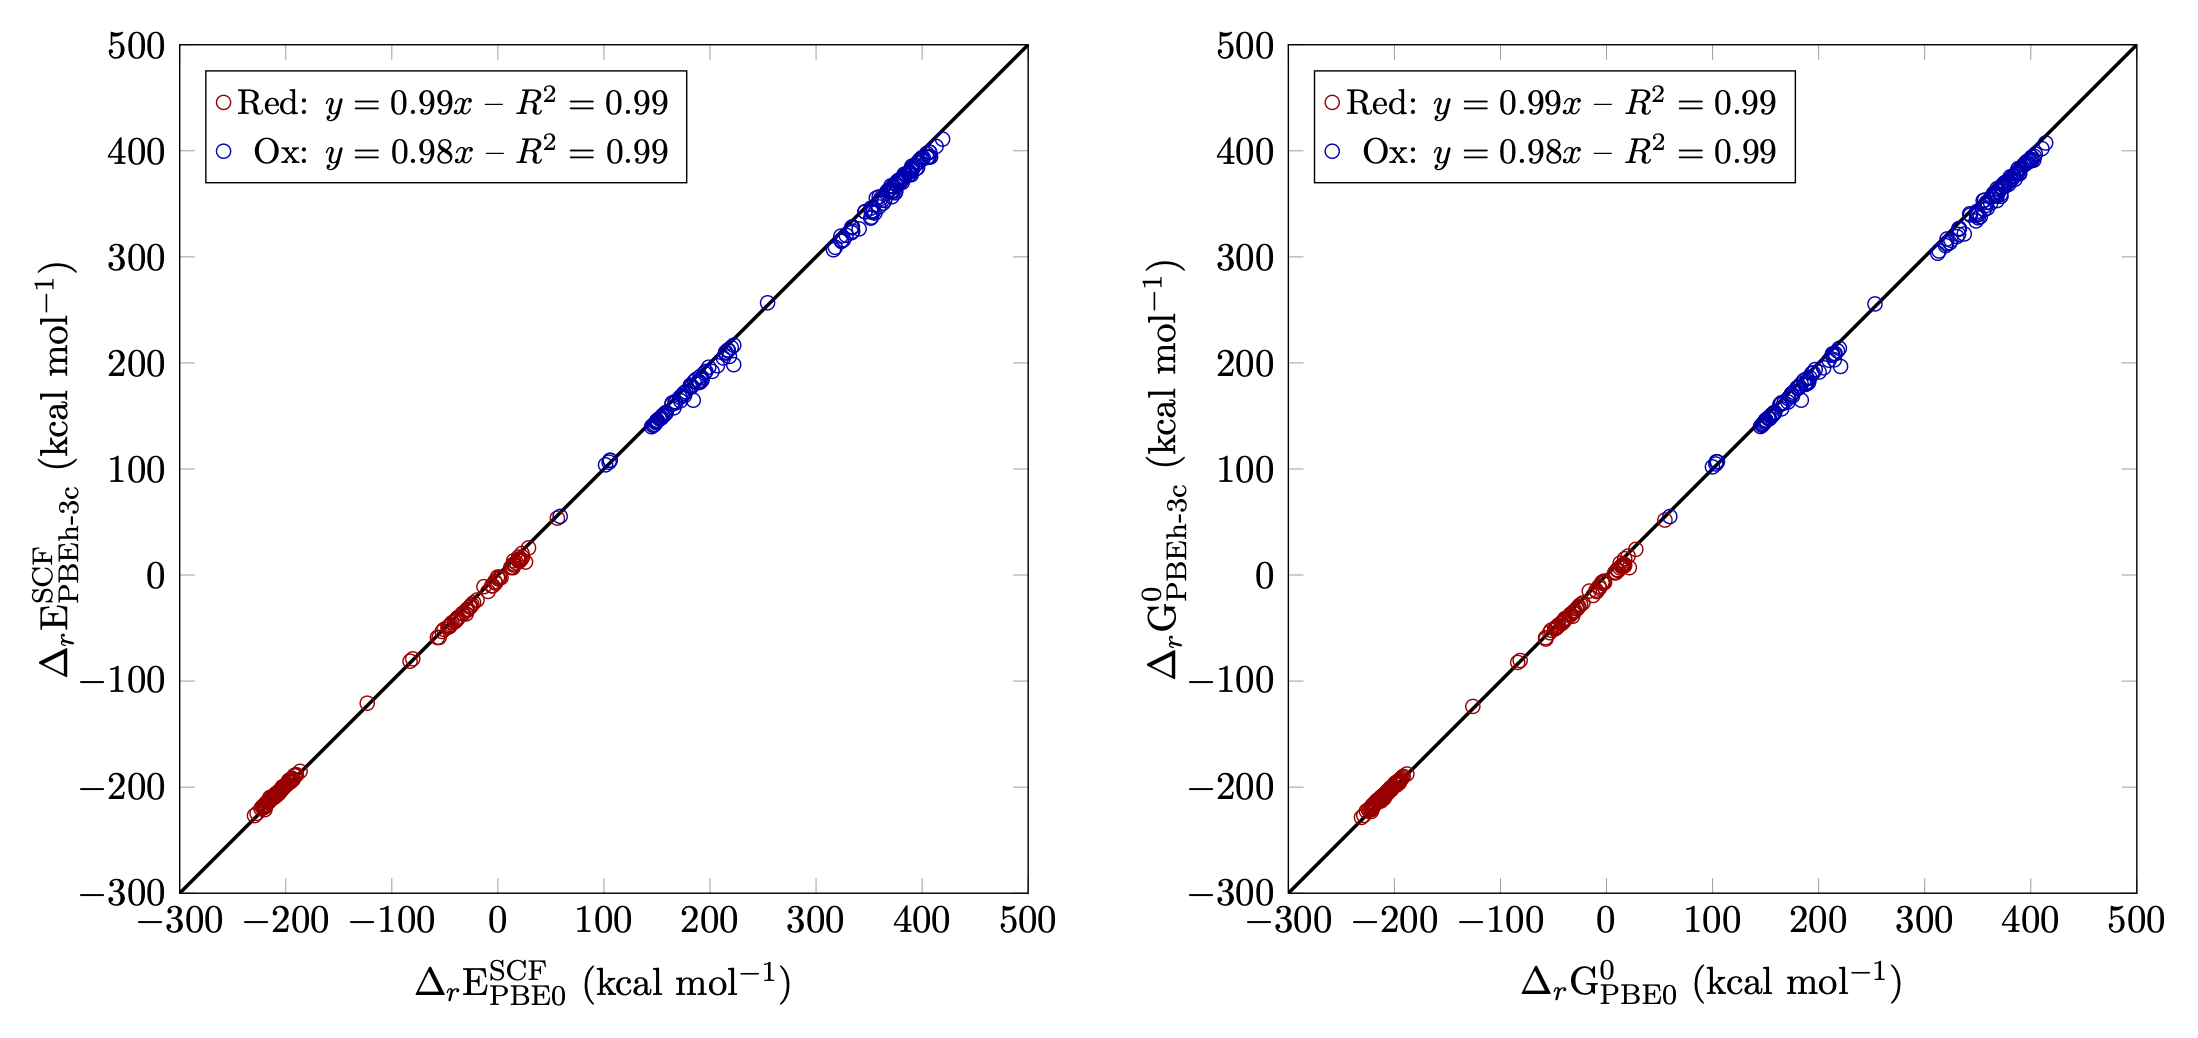 500
400
300
200
100
0
−100
−200
−300
−300 −200 −100 0 100 200 300 400 500
Δ_rE^SCF_PBEh-3c (kcal mol⁻¹)
Δ_rE^SCF_PBE0 (kcal mol⁻¹)
Red: y = 0.99x – R² = 0.99
Ox: y = 0.98x – R² = 0.99
500
400
300
200
100
0
−100
−200
−300
−300 −200 −100 0 100 200 300 400 500
Δ_rG^0_PBEh-3c (kcal mol⁻¹)
Δ_rG^0_PBE0 (kcal mol⁻¹)
Red: y = 0.99x – R² = 0.99
Ox: y = 0.98x – R² = 0.99